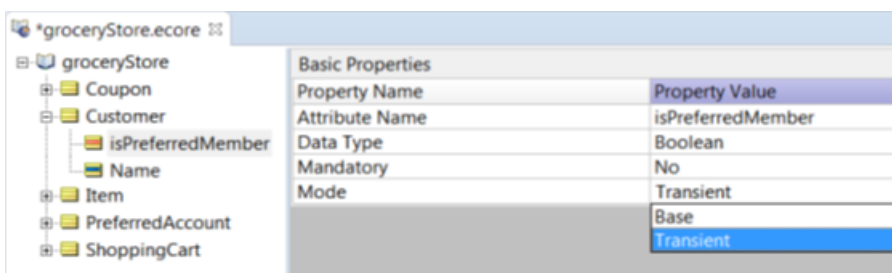 *groceryStore.ecore
groceryStore
Coupon
Customer
isPreferredMember
Name
Item
PreferredAccount
ShoppingCart
Basic Properties
Property Name Property Value
Attribute Name isPreferredMember
Data Type Boolean
Mandatory No
Mode Transient
Base
Transient